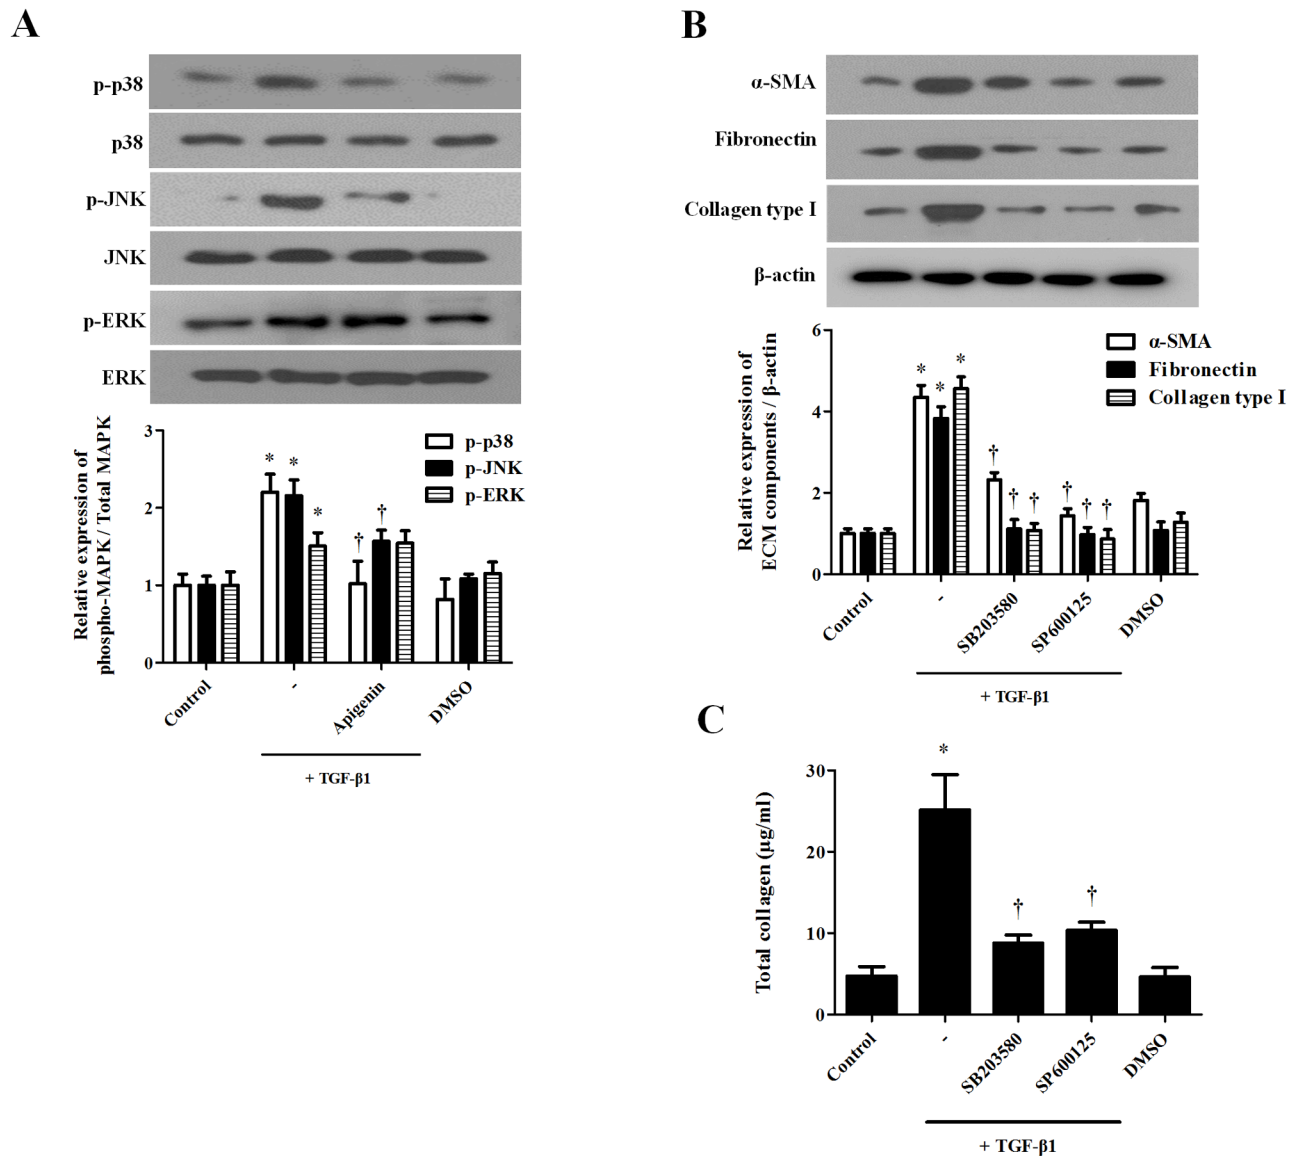 A
p-p38
p38
p-JNK
JNK
p-ERK
ERK
Relative expression of
phospho-MAPK / Total MAPK
3
2
1
0
p-p38
p-JNK
p-ERK
* * *
† †
Control
-
Apigenin
DMSO
+ TGF-β1
B
α-SMA
Fibronectin
Collagen type I
β-actin
Relative expression of
ECM components / β-actin
6
4
2
0
α-SMA
Fibronectin
Collagen type I
* * *
† † †
† † †
Control
-
SB203580
SP600125
DMSO
+ TGF-β1
C
Total collagen (μg/ml)
30
20
10
0
*
†
†
Control
-
SB203580
SP600125
DMSO
+ TGF-β1